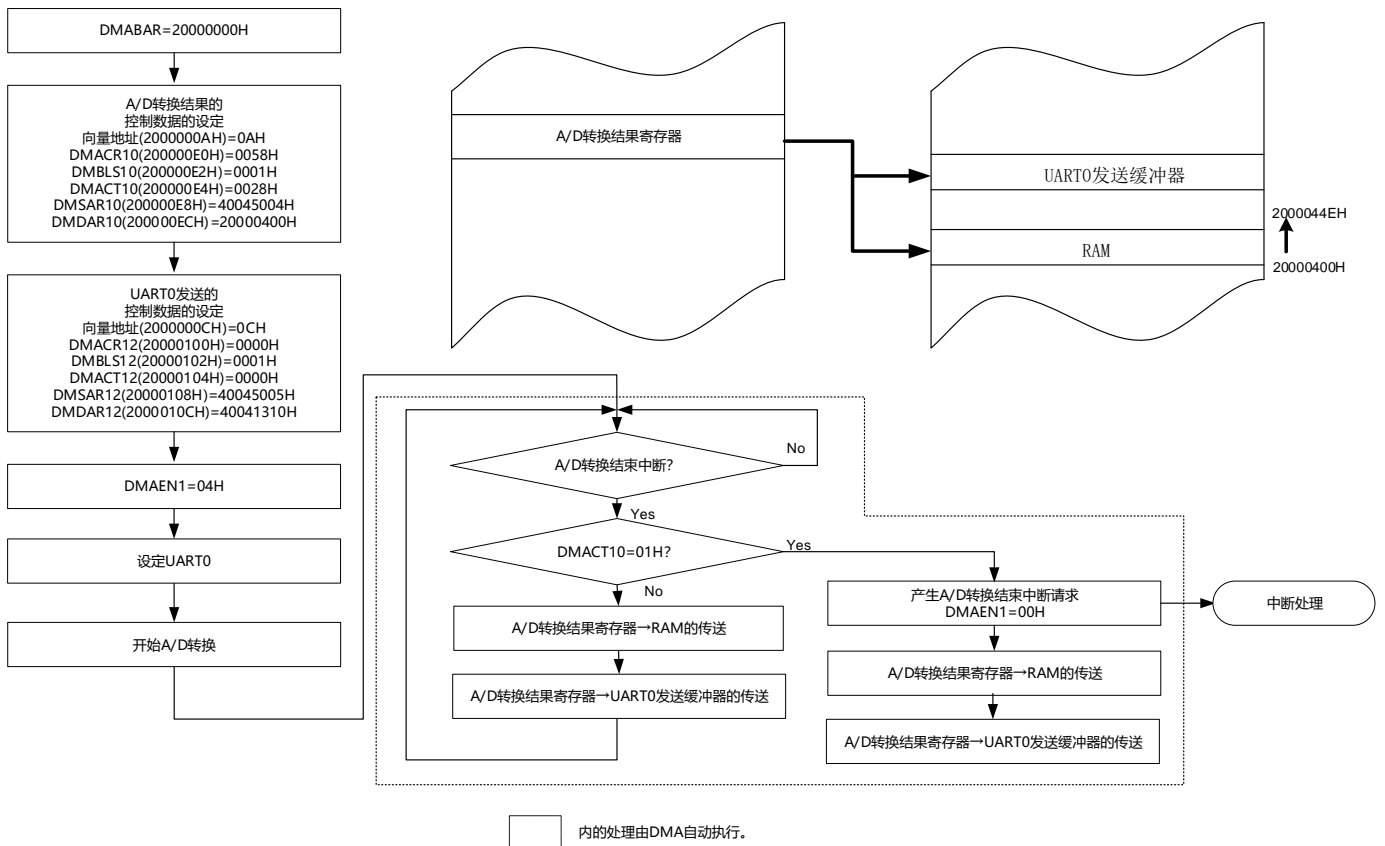 DMABAR=20000000H
A/D转换结果的
控制数据的设定
向量地址(2000000AH)=0AH
DMACR10(200000E0H)=0058H
DMBLS10(200000E2H)=0001H
DMACT10(200000E4H)=0028H
DMSAR10(200000E8H)=40045004H
DMDAR10(200000ECH)=20000400H
UART0发送的
控制数据的设定
向量地址(2000000CH)=0CH
DMACR12(20000100H)=0000H
DMBLS12(20000102H)=0001H
DMACT12(20000104H)=0000H
DMSAR12(20000108H)=40045005H
DMDAR12(2000010CH)=40041310H
DMAEN1=04H
设定UART0
开始A/D转换
A/D转换结果寄存器
UART0发送缓冲器
2000044EH
RAM
20000400H
A/D转换结束中断?
No
Yes
DMACT10=01H?
Yes
No
A/D转换结果寄存器→RAM的传送
A/D转换结果寄存器→UART0发送缓冲器的传送
产生A/D转换结束中断请求
DMAEN1=00H
中断处理
A/D转换结果寄存器→RAM的传送
A/D转换结果寄存器→UART0发送缓冲器的传送
内的处理由DMA自动执行。